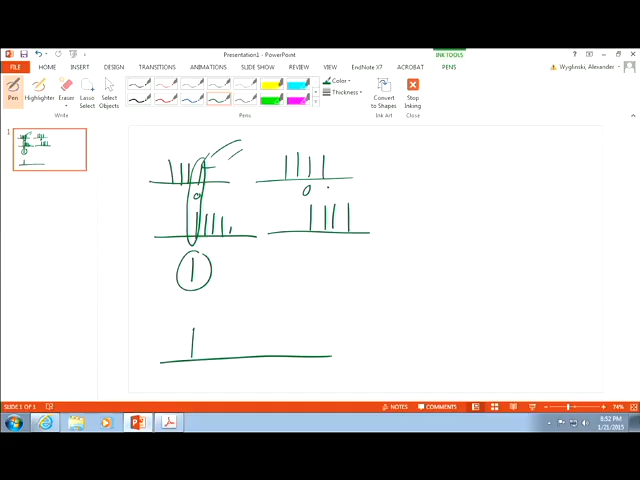 Presentation1 - PowerPoint
INK TOOLS
FILE HOME INSERT DESIGN TRANSITIONS ANIMATIONS SLIDE SHOW REVIEW VIEW EndNote X7 ACROBAT PENS
Wyglinski, Alexander
Pen
Highlighter
Eraser
Lasso Select
Select Objects
Color
Thickness
Convert to Shapes
Stop Inking
Write
Pens
Ink Art
Close
1
0
0
1
SLIDE 1 OF 1
NOTES
COMMENTS
74%
8:52 PM
1/21/2015